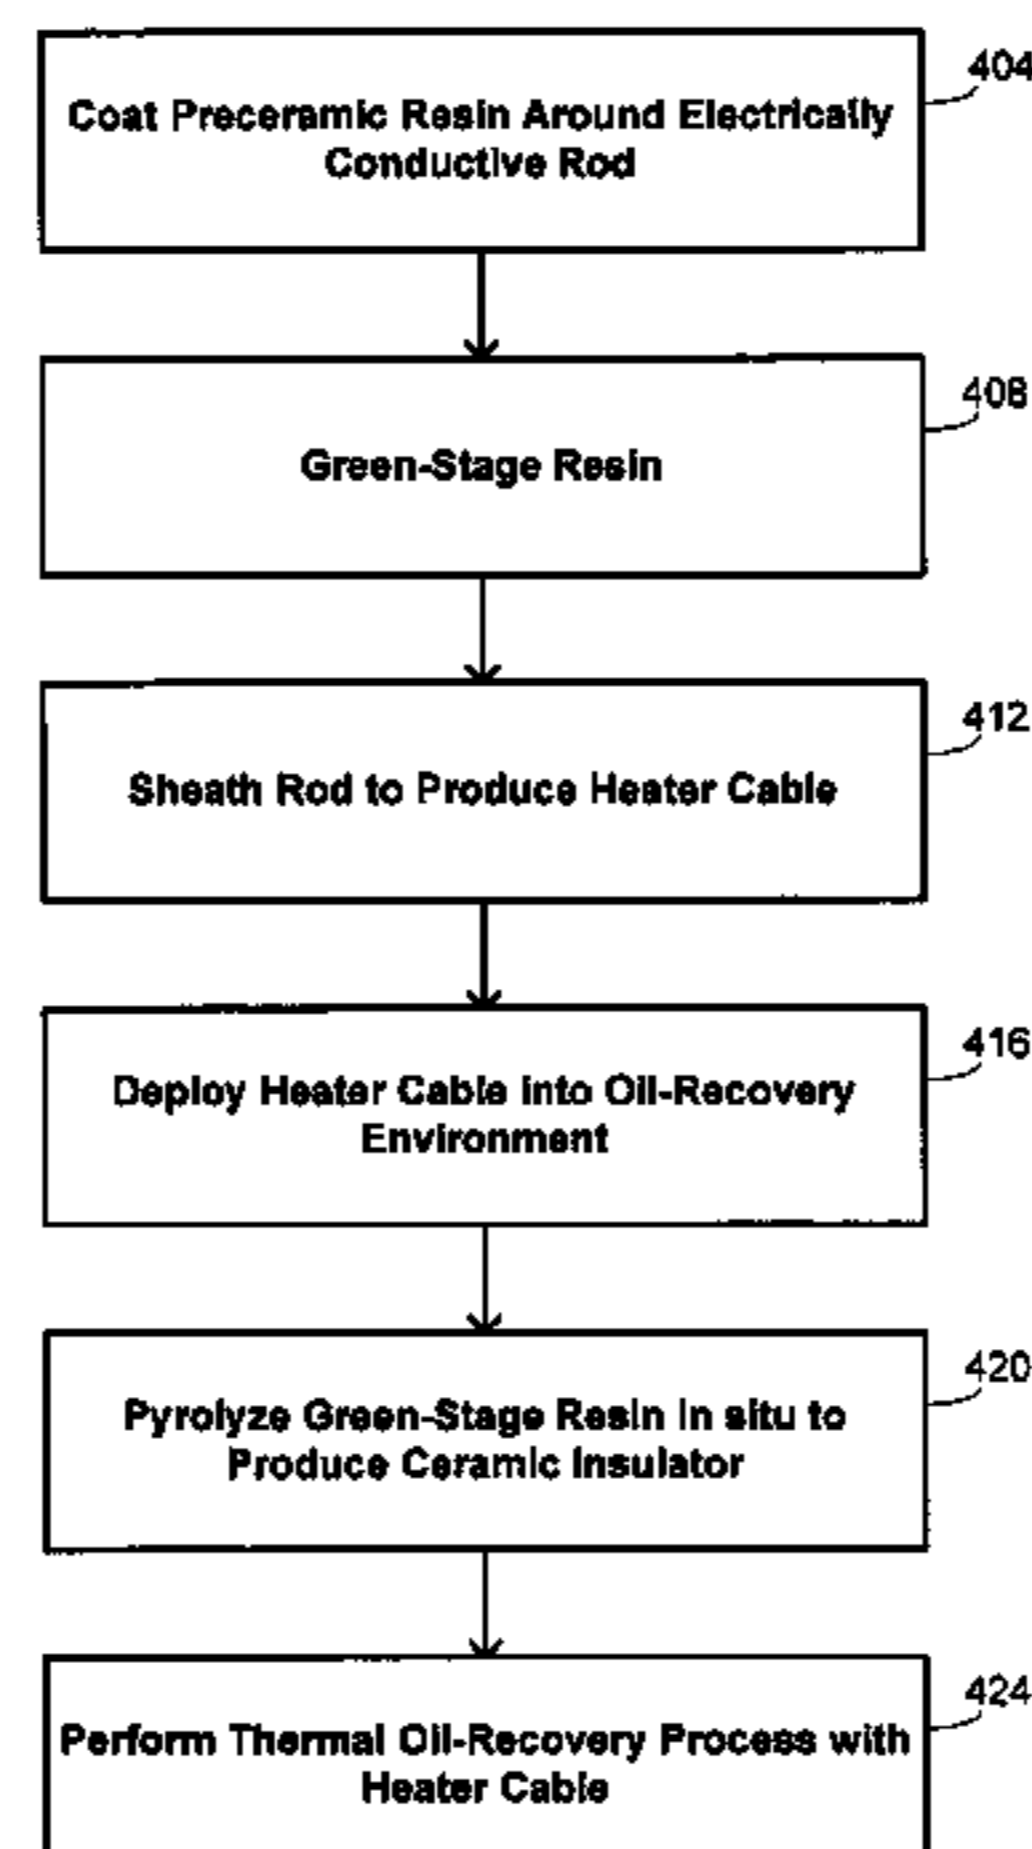 404
Coat Preceramic Resin Around Electrically
Conductive Rod
408
Green-Stage Resin
412
Sheath Rod to Produce Heater Cable
416
Deploy Heater Cable into Oil-Recovery
Environment
420
Pyrolyze Green-Stage Resin in situ to
Produce Ceramic Insulator
424
Perform Thermal Oil-Recovery Process with
Heater Cable